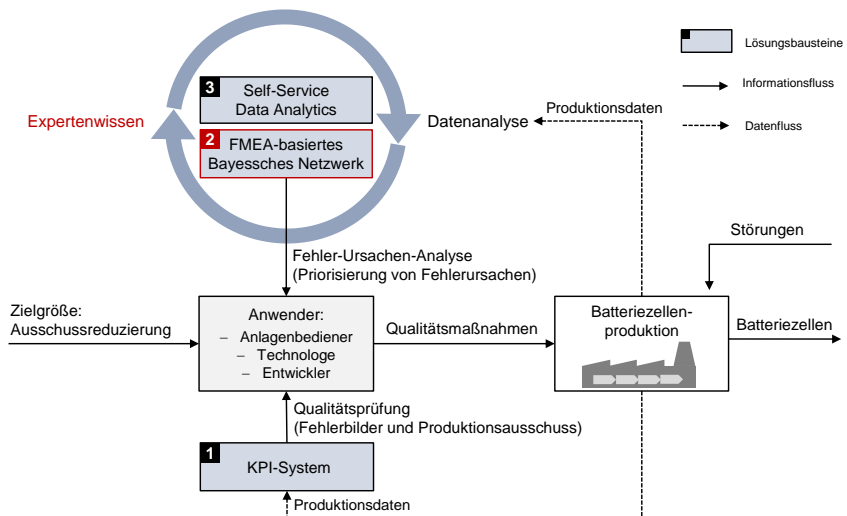 3
Self-Service
Data Analytics
Expertenwissen
2
FMEA-basiertes
Bayessches Netzwerk
Datenanalyse
Produktionsdaten
Lösungsbausteine
Informationsfluss
Datenfluss
Störungen
Fehler-Ursachen-Analyse
(Priorisierung von Fehlerursachen)
Zielgröße:
Ausschussreduzierung
Anwender:
– Anlagenbediener
– Technologe
– Entwickler
Qualitätsmaßnahmen
Batteriezellen-
produktion
Batteriezellen
Qualitätsprüfung
(Fehlerbilder und Produktionsausschuss)
1
KPI-System
Produktionsdaten